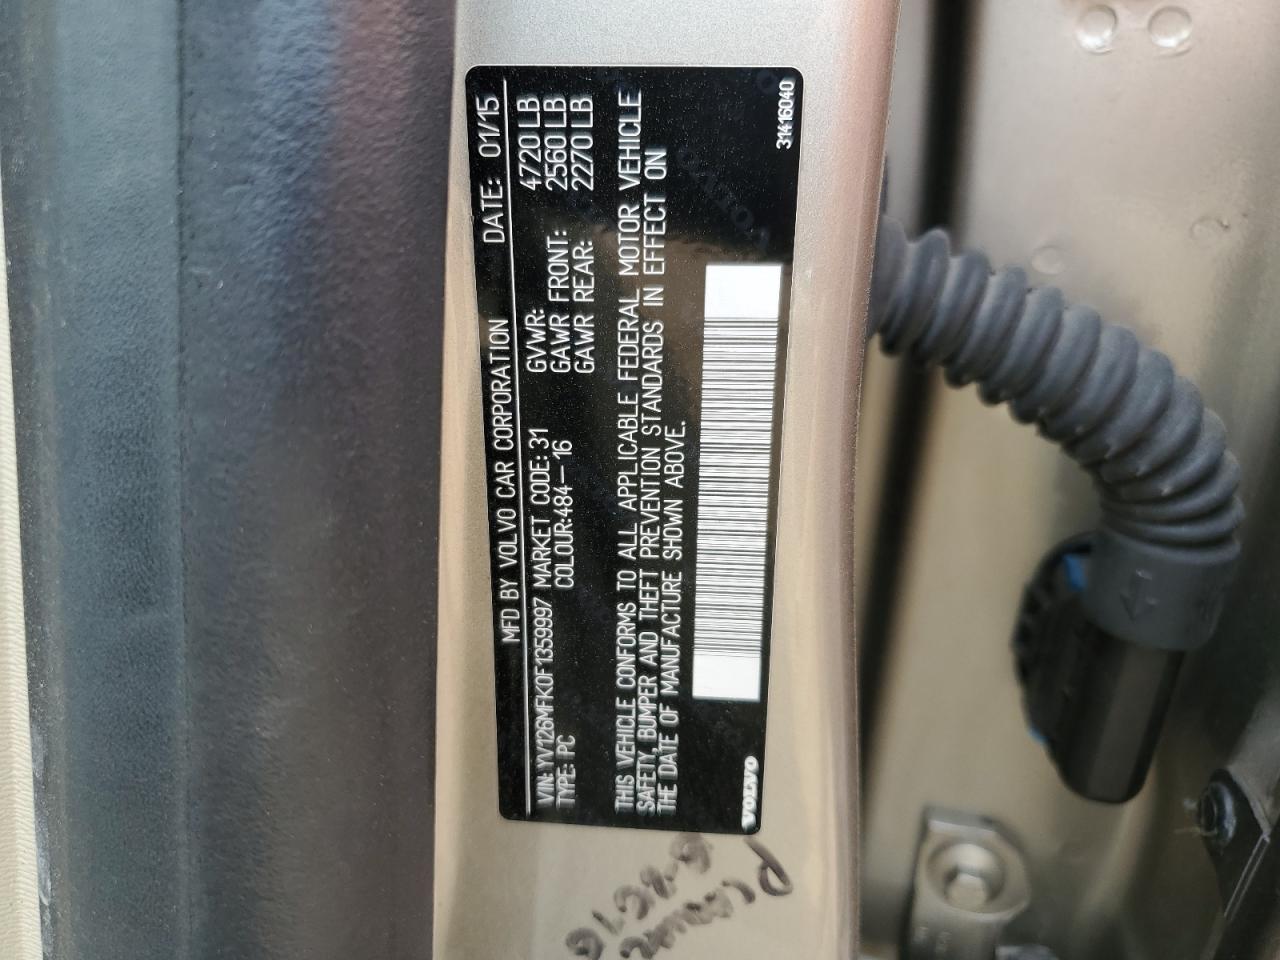 MFD BY VOLVO CAR CORPORATION DATE: 01/15
VIN: YV126MFK0F1359997 MARKET CODE: 31 GVWR: 4720 LB
TYPE: PC COLOUR:484-16 GAWR FRONT: 2560 LB
GAWR REAR: 2270 LB
THIS VEHICLE CONFORMS TO ALL APPLICABLE FEDERAL MOTOR VEHICLE
SAFETY, BUMPER AND THEFT PREVENTION STANDARDS IN EFFECT ON
THE DATE OF MANUFACTURE SHOWN ABOVE.
VOLVO 31416040